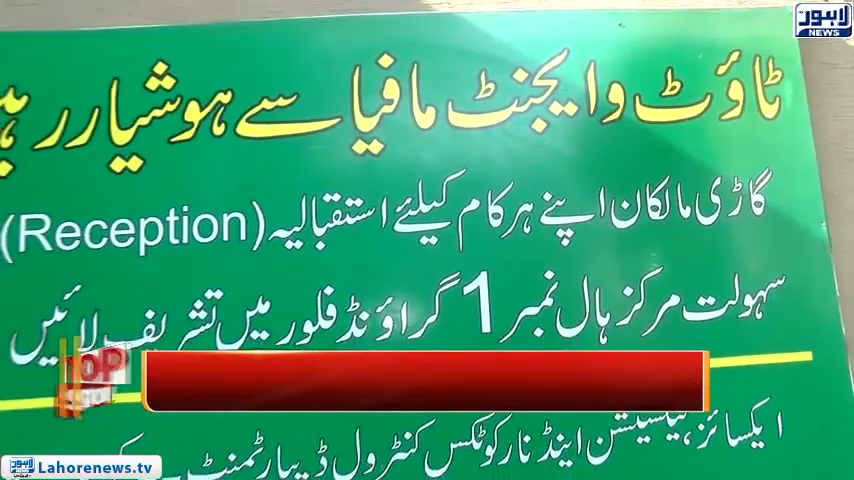 لاہور
NEWS
ٹاؤٹ و ایجنٹ مافیا سے ہوشیار
گاڑی مالکان اپنے ہر کام کیلئے استقبالیہ (Reception)
سہولت مرکز ہال نمبر 1 گراؤنڈ فلور میں تشریف لائیں
TOP
ایکسائز، ٹیکسیشن اینڈ نارکوٹکس کنٹرول ڈیپارٹمنٹ
Lahorenews.tv